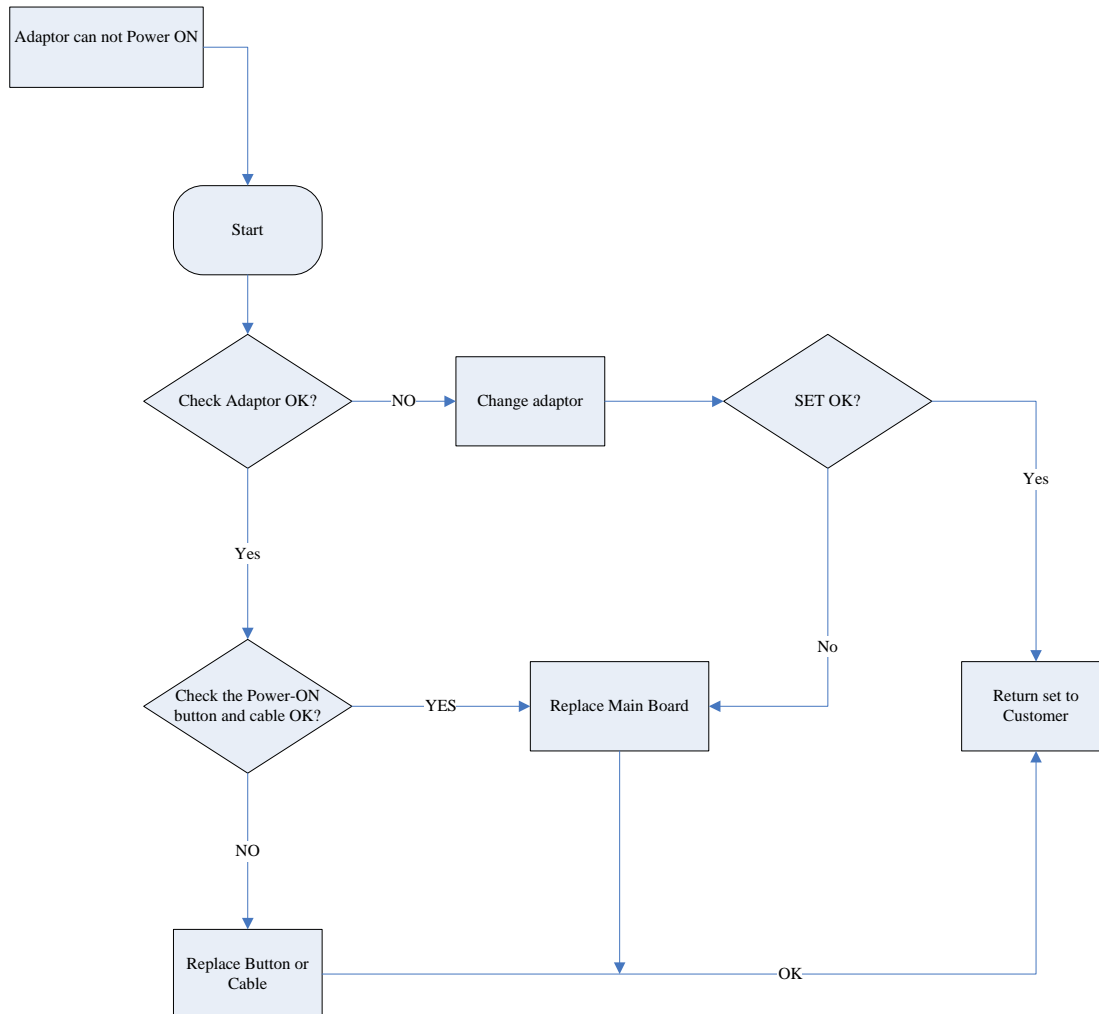 Adaptor can not Power ON
Start
Check Adaptor OK?
NO
Change adaptor
SET OK?
Yes
Yes
No
Check the Power-ON
button and cable OK?
YES
Replace Main Board
Return set to
Customer
NO
Replace Button or
Cable
OK